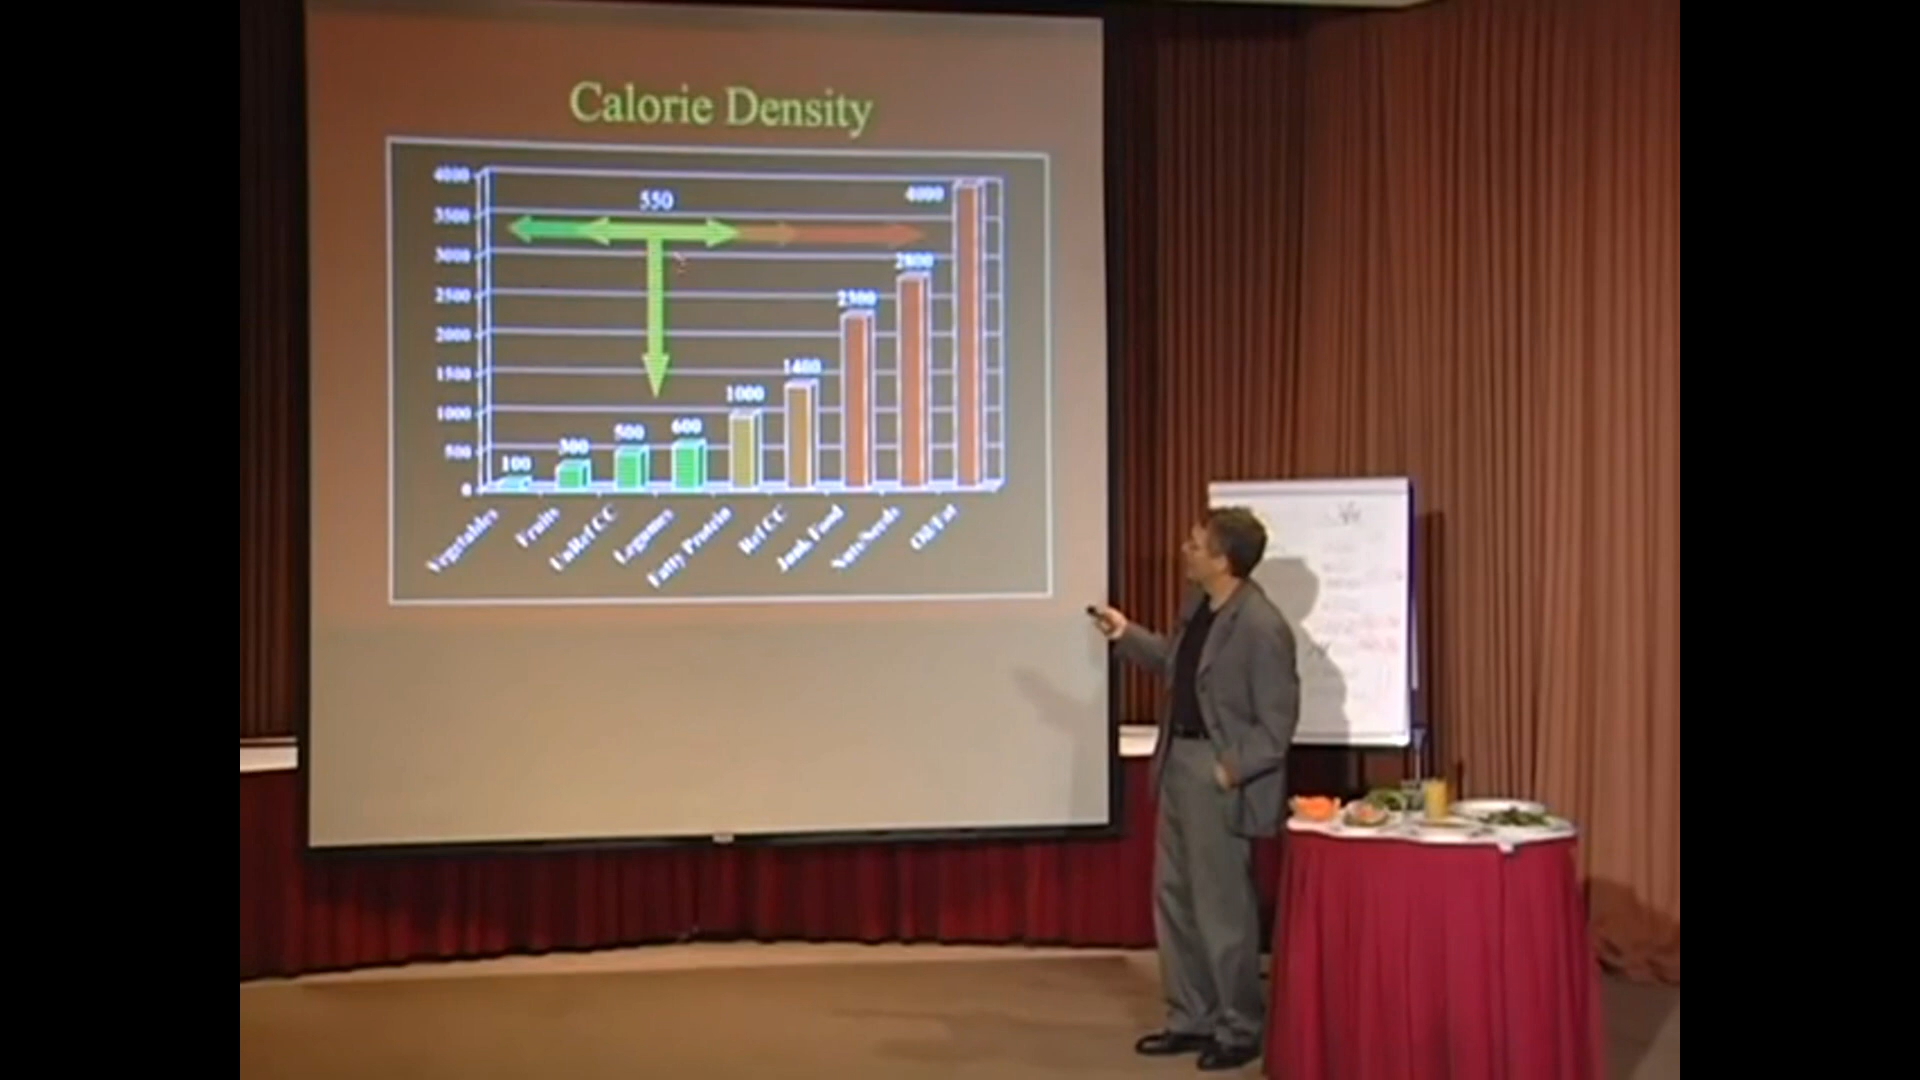 Calorie Density
4000
3500
3000
2500
2000
1500
1000
500
0
550
100
300
500
600
1000
1400
2300
2800
4000
Vegetables
Fruits
UnRef CC
Legumes
Fatty Protein
Ref CC
Junk Food
Nuts/Seeds
Oil/Fat